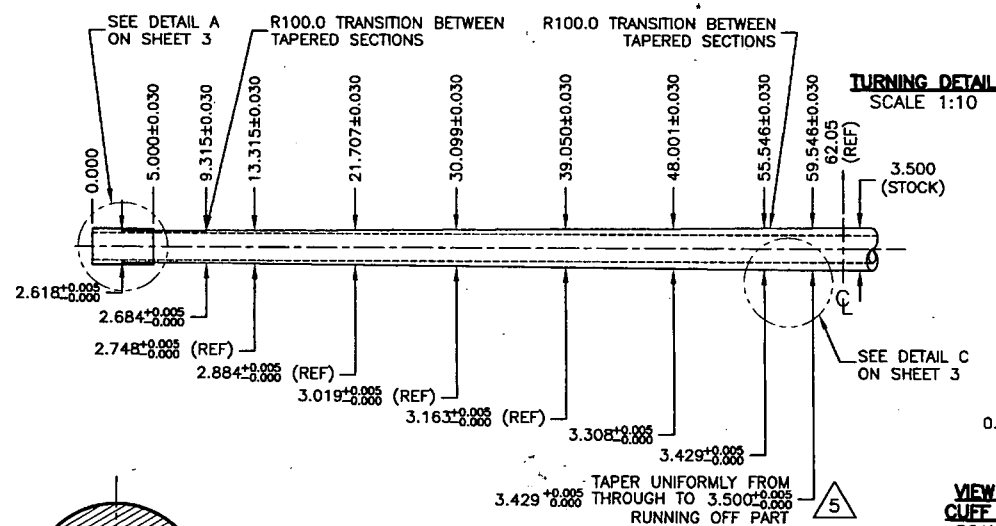 SEE DETAIL A
ON SHEET 3
R100.0 TRANSITION BETWEEN
TAPERED SECTIONS
R100.0 TRANSITION BETWEEN
TAPERED SECTIONS
TURNING DETAIL
SCALE 1:10
0.000
5.000±0.030
9.315±0.030
13.315±0.030
21.707±0.030
30.099±0.030
39.050±0.030
48.001±0.030
55.546±0.030
59.546±0.030
62.05
(REF)
3.500
(STOCK)
2.618+0.005 -0.000
2.684+0.005 -0.000
2.748+0.005 -0.000 (REF)
2.884+0.005 -0.000 (REF)
3.019+0.005 -0.000 (REF)
3.163+0.005 -0.000 (REF)
3.308+0.005 -0.000
3.429+0.005 -0.000
℄
SEE DETAIL C
ON SHEET 3
0.
TAPER UNIFORMLY FROM
3.429 +0.005 -0.000 THROUGH TO 3.500+0.005 -0.000
RUNNING OFF PART
5
VIEW
CUFF